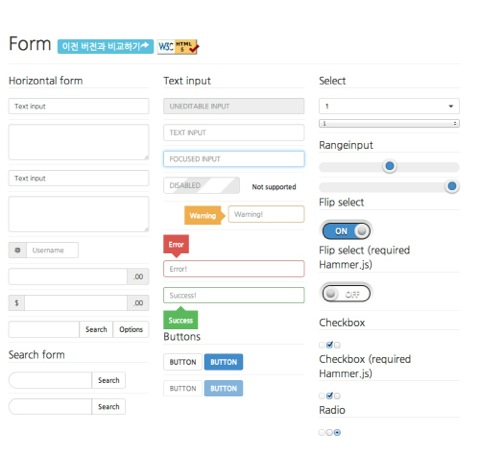 Form 이전 버전과 비교하기 W3C HTML 5
Horizontal form
Text input
Text input
Username
.00
$ .00
Search Options
Search form
Search
Search
Text input
UNEDITABLE INPUT
TEXT INPUT
FOCUSED INPUT
DISABLED Not supported
Warning Warning!
Error
Error!
Success!
Success
Buttons
BUTTON BUTTON
BUTTON BUTTON
Select
1
1
Rangeinput
Flip select
ON
Flip select (required
Hammer.js)
OFF
Checkbox
Checkbox (required
Hammer.js)
Radio